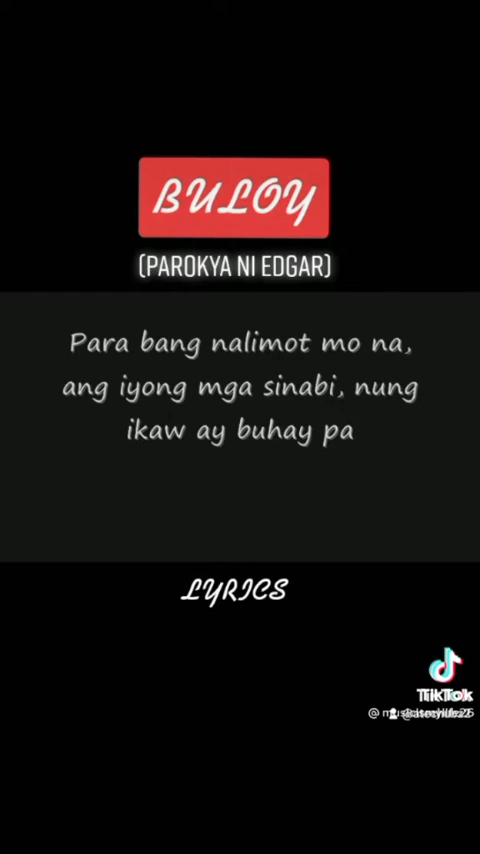 BULOY
(PAROKYA NI EDGAR)
Para bang nalimot mo na,
ang iyong mga sinabi, nung
ikaw ay buhay pa
LYRICS
TikTok